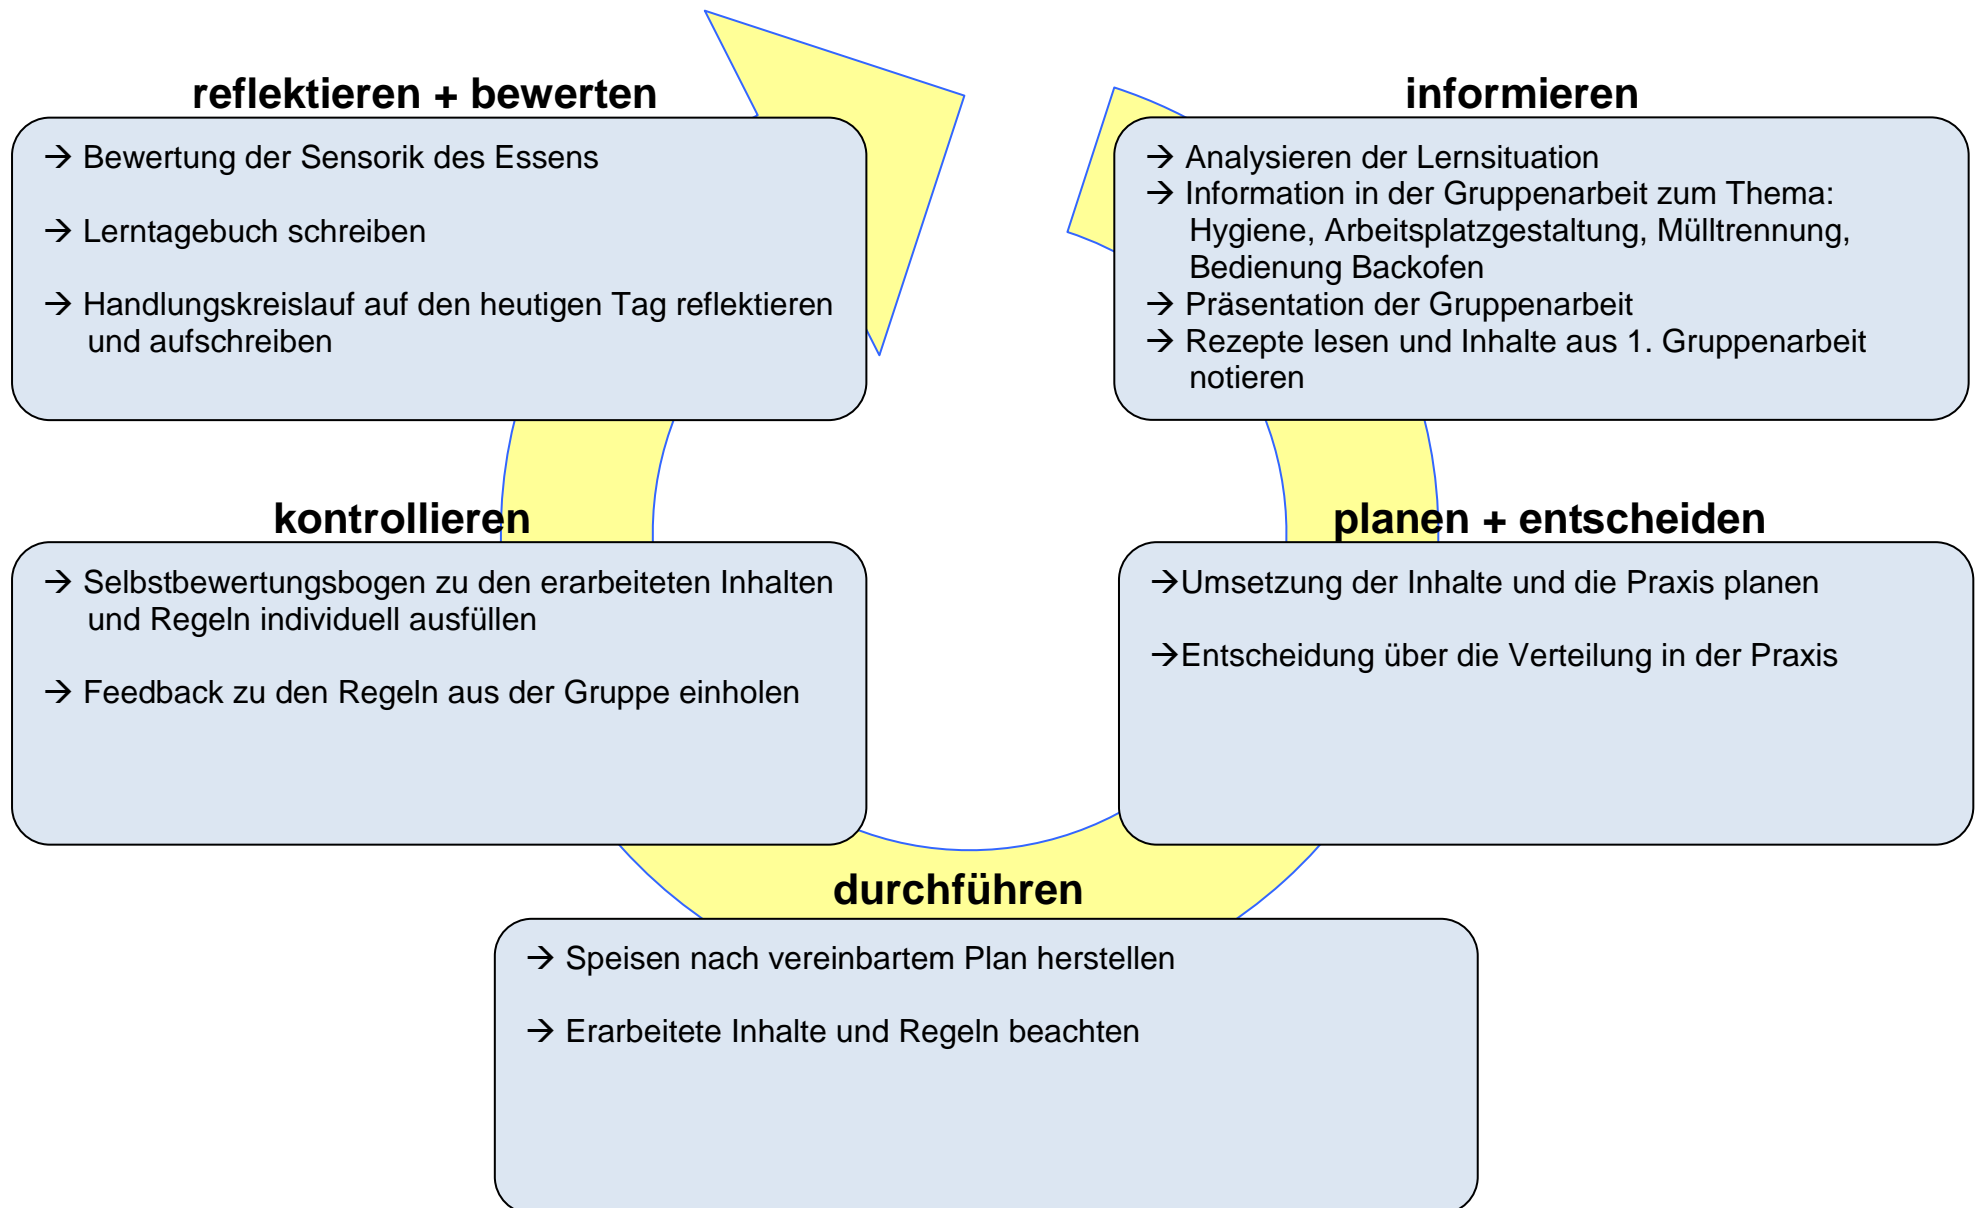 reflektieren + bewerten
→ Bewertung der Sensorik des Essens
→ Lerntagebuch schreiben
→ Handlungskreislauf auf den heutigen Tag reflektieren
und aufschreiben
informieren
→ Analysieren der Lernsituation
→ Information in der Gruppenarbeit zum Thema:
Hygiene, Arbeitsplatzgestaltung, Mülltrennung,
Bedienung Backofen
→ Präsentation der Gruppenarbeit
→ Rezepte lesen und Inhalte aus 1. Gruppenarbeit
notieren
kontrollieren
→ Selbstbewertungsbogen zu den erarbeiteten Inhalten
und Regeln individuell ausfüllen
→ Feedback zu den Regeln aus der Gruppe einholen
planen + entscheiden
→Umsetzung der Inhalte und die Praxis planen
→Entscheidung über die Verteilung in der Praxis
durchführen
→ Speisen nach vereinbartem Plan herstellen
→ Erarbeitete Inhalte und Regeln beachten